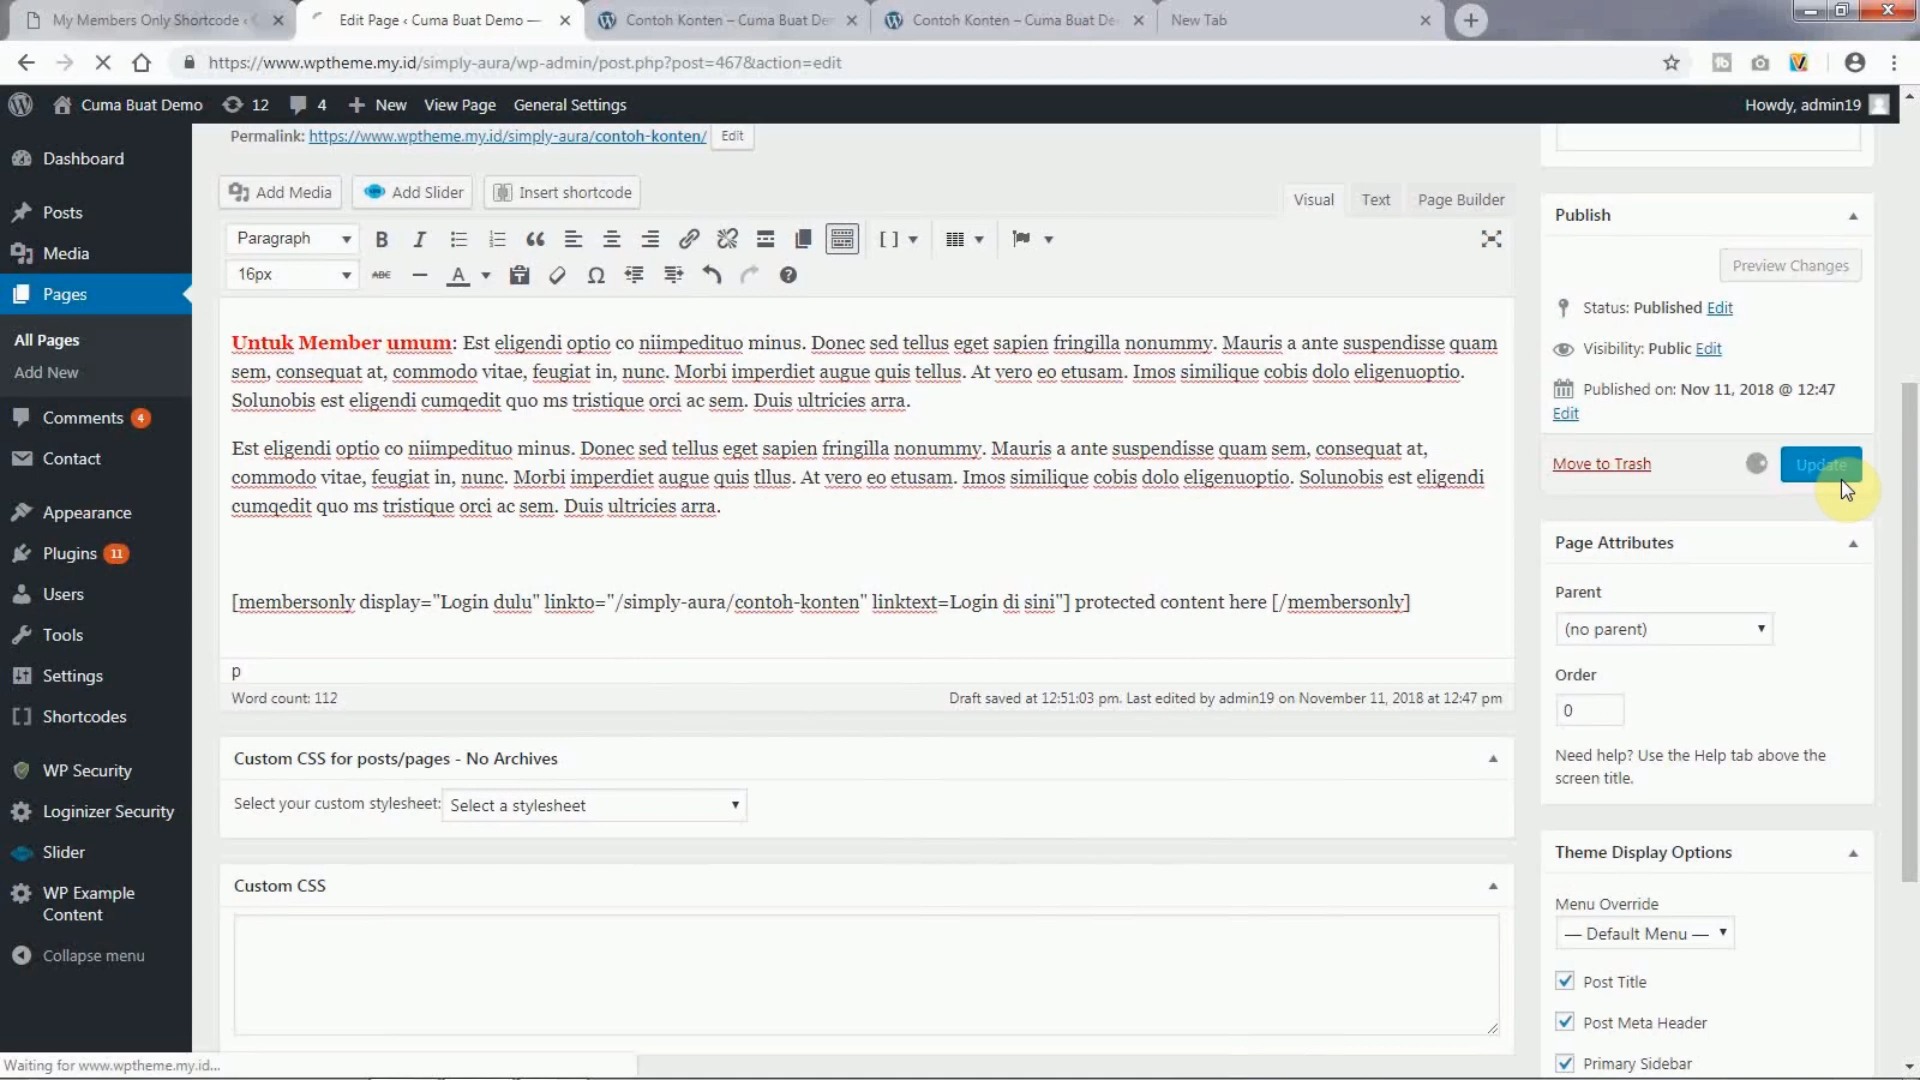 My Members Only Shortcode ‹
Edit Page ‹ Cuma Buat Demo —
Contoh Konten – Cuma Buat De
Contoh Konten – Cuma Buat De
New Tab
https://www.wptheme.my.id/simply-aura/wp-admin/post.php?post=467&action=edit
Cuma Buat Demo
12
4
New
View Page
General Settings
Howdy, admin19
Dashboard
Posts
Media
Pages
All Pages
Add New
Comments 4
Contact
Appearance
Plugins 11
Users
Tools
Settings
Shortcodes
WP Security
Loginizer Security
Slider
WP Example
Content
Collapse menu
Permalink: https://www.wptheme.my.id/simply-aura/contoh-konten/ Edit
Add Media
Add Slider
Insert shortcode
Visual
Text
Page Builder
Paragraph
16px
Untuk Member umum: Est eligendi optio co niimpedituo minus. Donec sed tellus eget sapien fringilla nonummy. Mauris a ante suspendisse quam
sem, consequat at, commodo vitae, feugiat in, nunc. Morbi imperdiet augue quis tellus. At vero eo etusam. Imos similique cobis dolo eligenuoptio.
Solunobis est eligendi cumqedit quo ms tristique orci ac sem. Duis ultricies arra.
Est eligendi optio co niimpedituo minus. Donec sed tellus eget sapien fringilla nonummy. Mauris a ante suspendisse quam sem, consequat at,
commodo vitae, feugiat in, nunc. Morbi imperdiet augue quis tllus. At vero eo etusam. Imos similique cobis dolo eligenuoptio. Solunobis est eligendi
cumqedit quo ms tristique orci ac sem. Duis ultricies arra.
[membersonly display="Login dulu" linkto="/simply-aura/contoh-konten" linktext=Login di sini"] protected content here [/membersonly]
p
Word count: 112
Draft saved at 12:51:03 pm. Last edited by admin19 on November 11, 2018 at 12:47 pm
Custom CSS for posts/pages - No Archives
Select your custom stylesheet: Select a stylesheet
Custom CSS
Publish
Preview Changes
Status: Published Edit
Visibility: Public Edit
Published on: Nov 11, 2018 @ 12:47
Edit
Move to Trash
Update
Page Attributes
Parent
(no parent)
Order
0
Need help? Use the Help tab above the
screen title.
Theme Display Options
Menu Override
— Default Menu —
Post Title
Post Meta Header
Primary Sidebar
Waiting for www.wptheme.my.id...